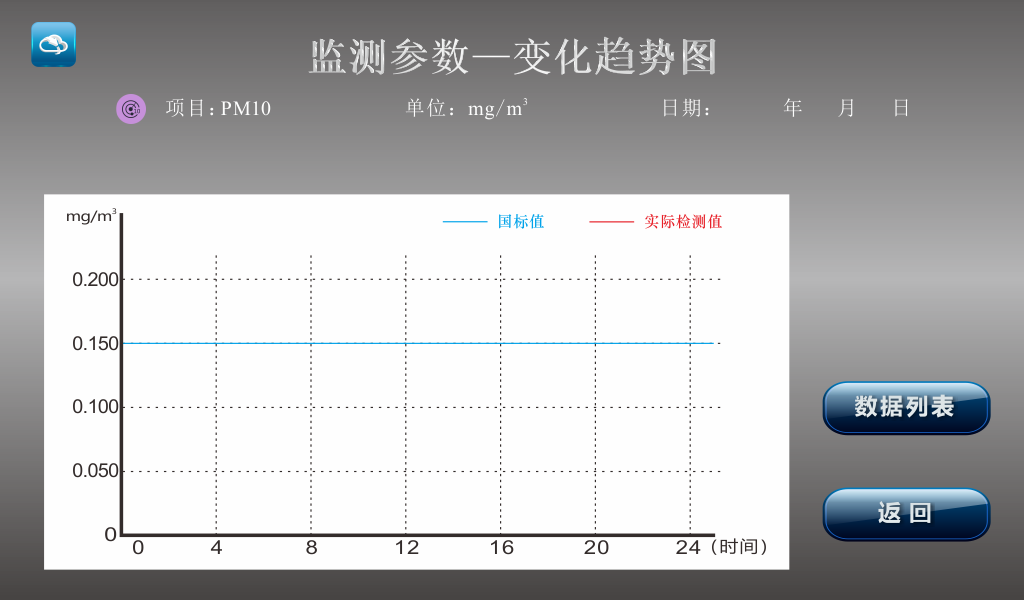 监测参数—变化趋势图
项目: PM10 单位: mg/m³ 日期: 年 月 日
mg/m³ 国标值 实际检测值
0.200
0.150
0.100
0.050
0
0 4 8 12 16 20 24 (时间)
数据列表
返回